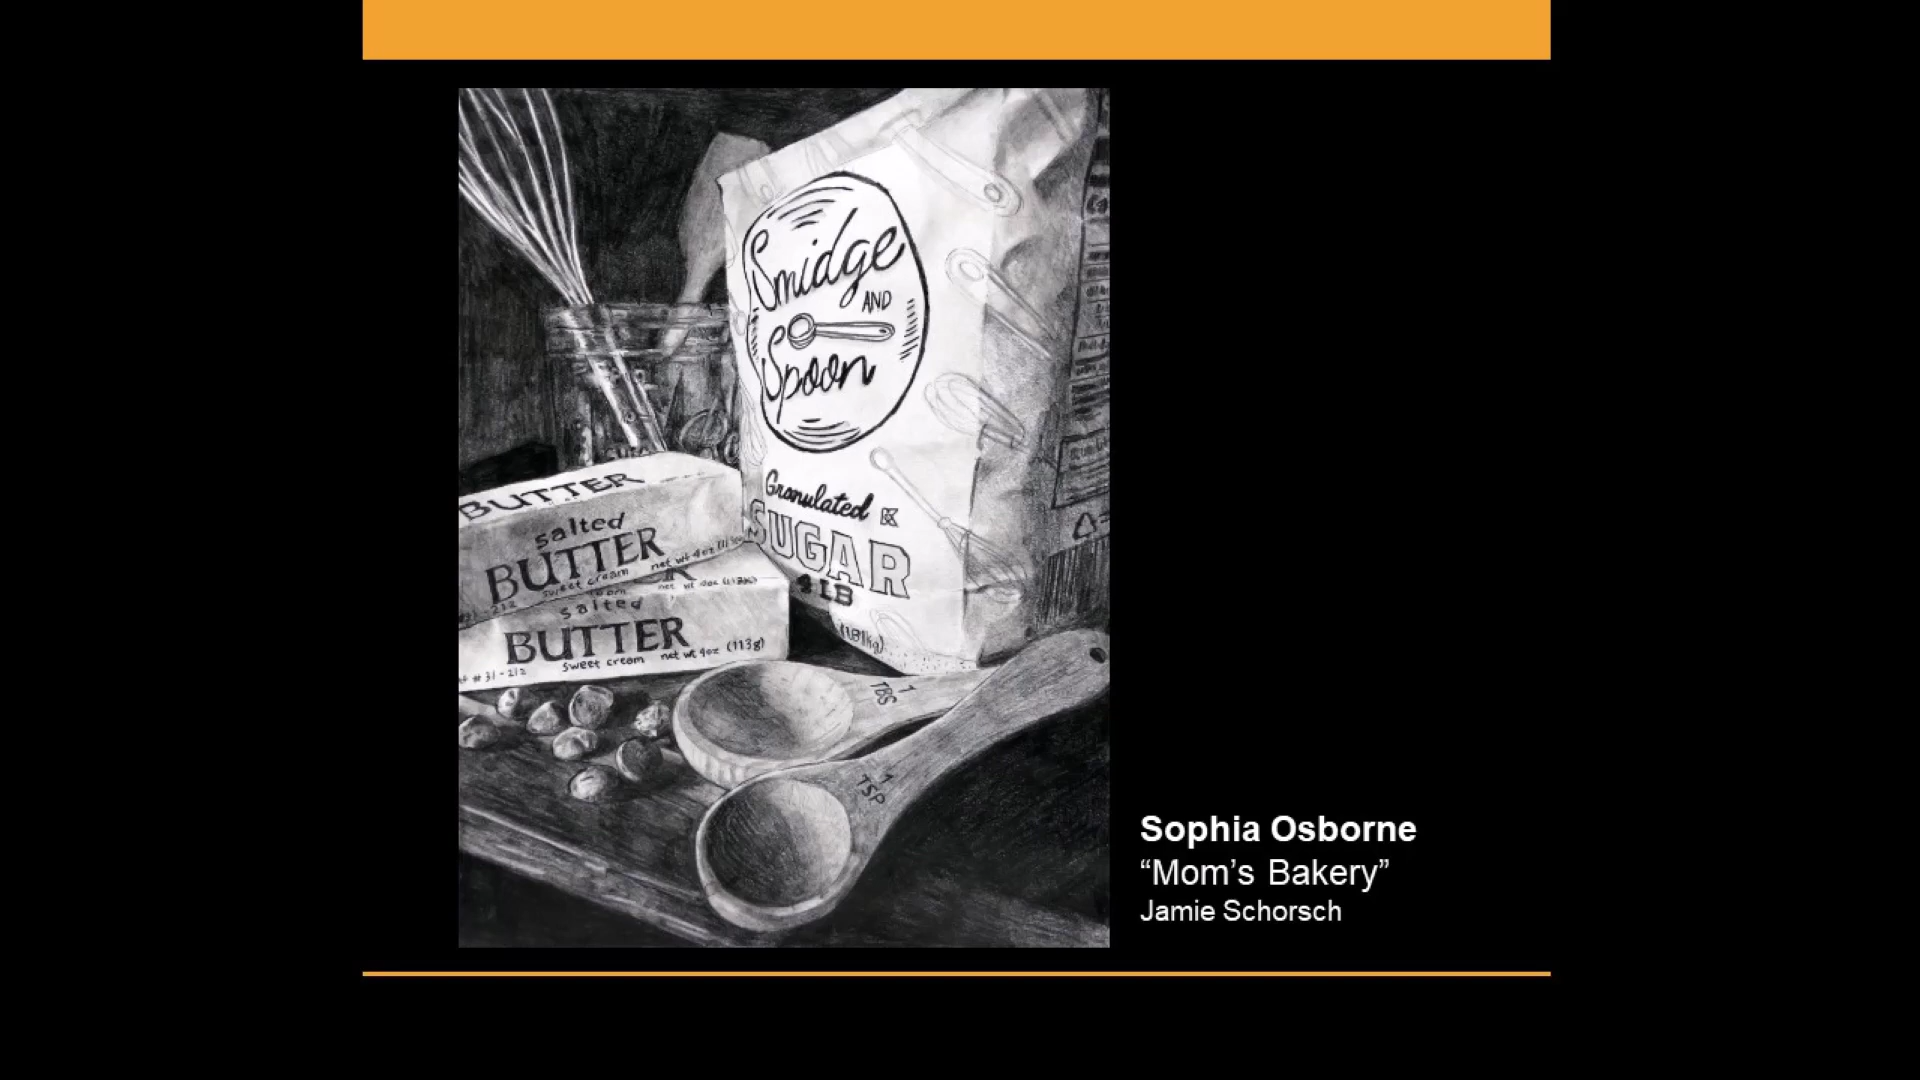 Smidge
AND
Spoon
Granulated K
SUGAR
4 LB
(1.81kg)
BUTTER
salted
BUTTER
sweet cream net wt 4oz
salted
BUTTER
sweet cream net wt 4oz (113g)
# 31-212
1
TBS
1
TSP
Sophia Osborne
“Mom’s Bakery”
Jamie Schorsch